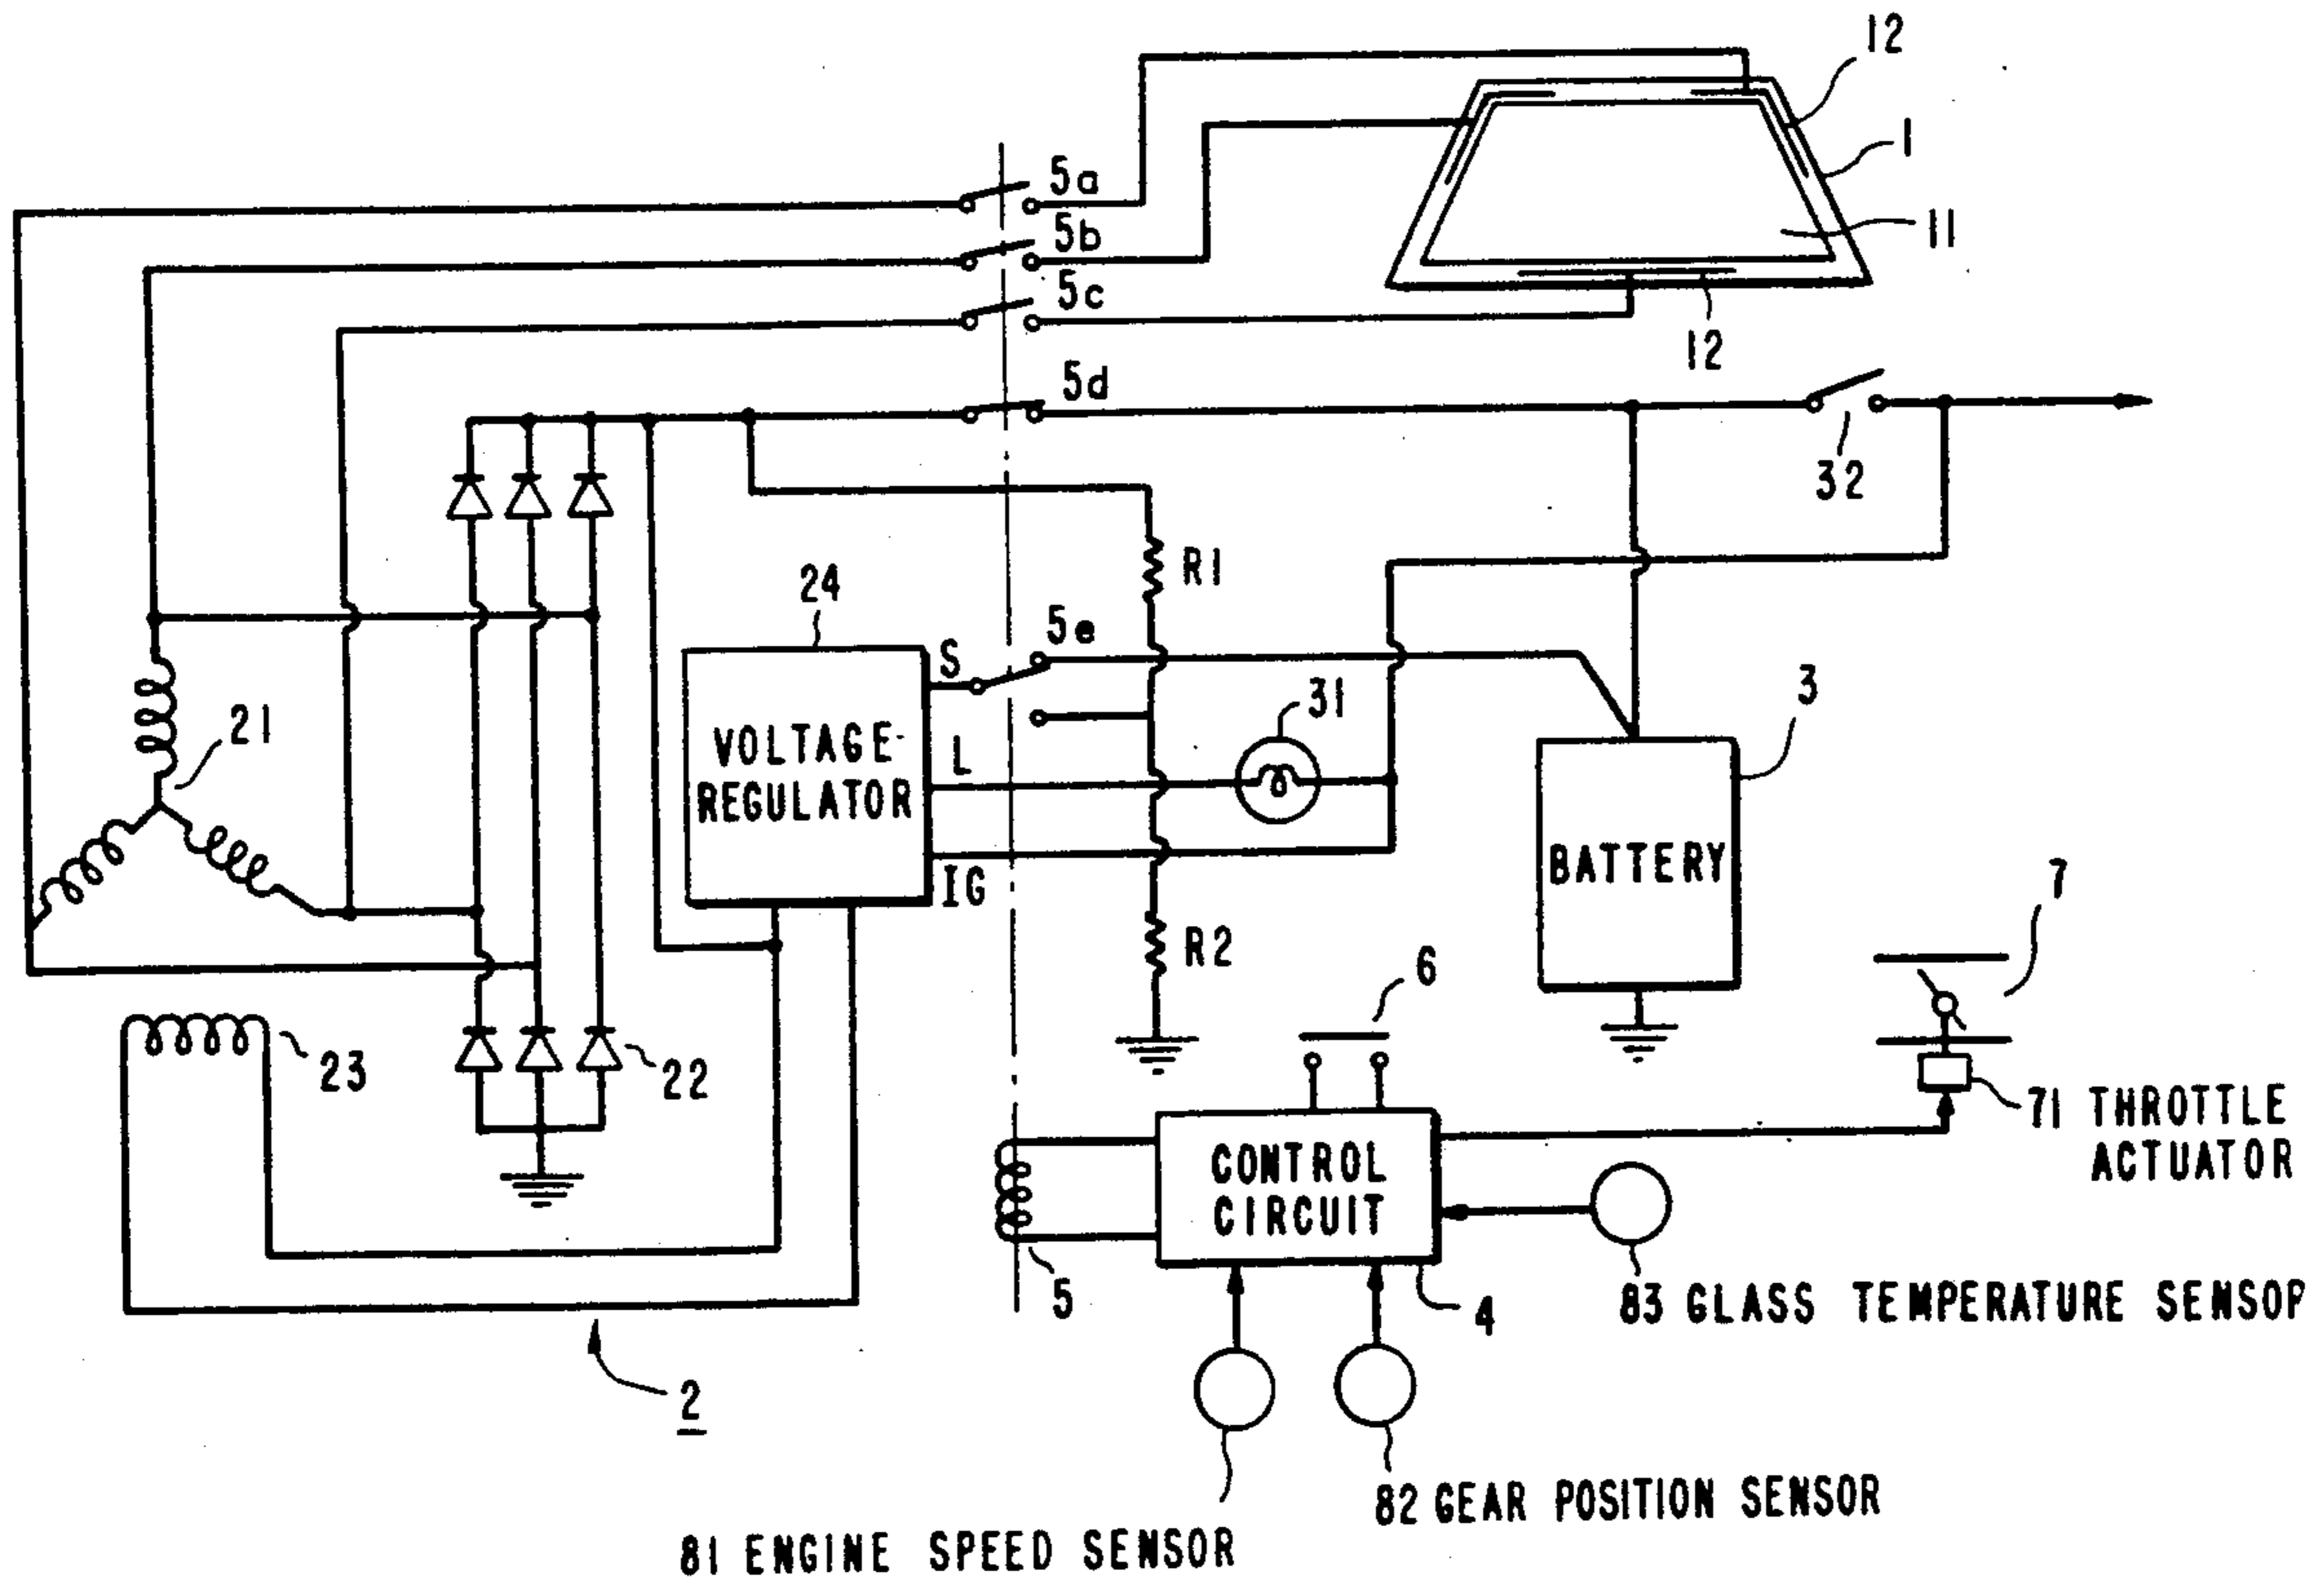 12
1
11
5a
5b
5c
12
5d
32
R1
24
5e
S
31
3
21
VOLTAGE
REGULATOR
L
BATTERY
IG
7
R2
6
23
22
71 THROTTLE
ACTUATOR
CONTROL
CIRCUIT
5
4
83 GLASS TEMPERATURE SENSOR
2
82 GEAR POSITION SENSOR
81 ENGINE SPEED SENSOR